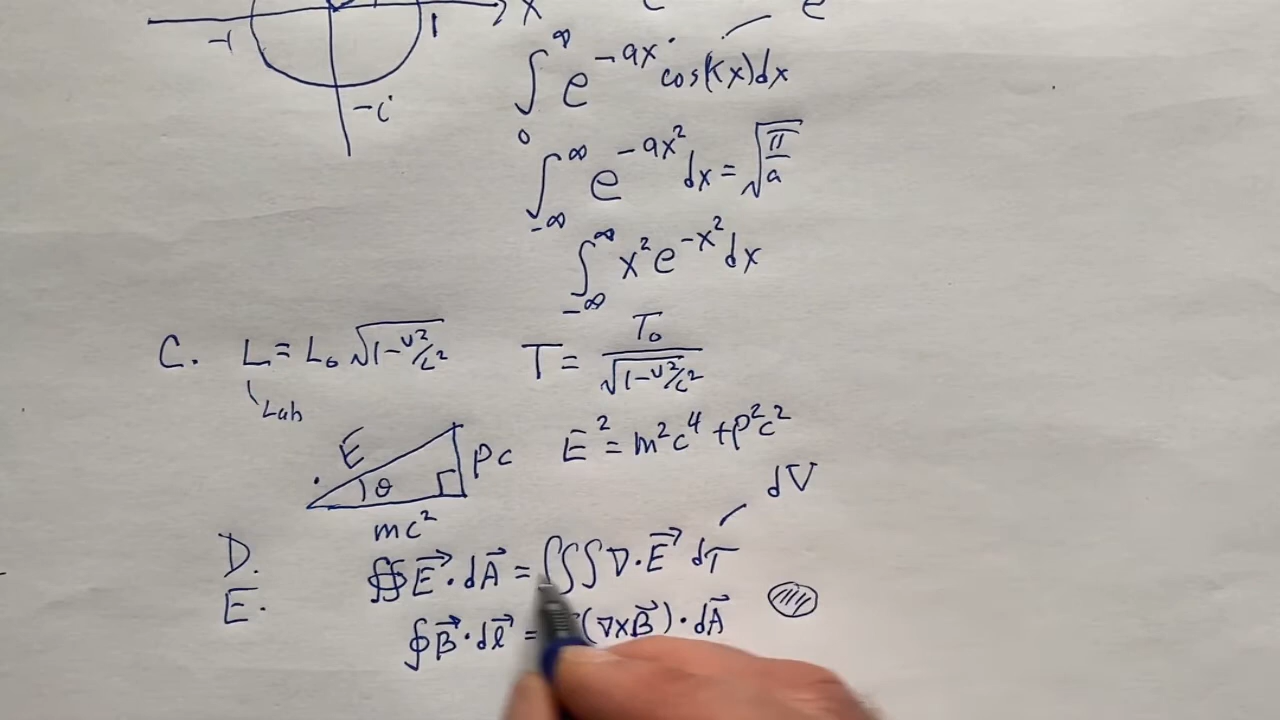 x
-1 1
-i
∫₀^∞ e^{-ax} cos(kx)dx
∫_{-∞}^∞ e^{-ax²} dx = √(π/a)
∫_{-∞}^∞ x² e^{-x²} dx
C. L = L₀ √(1-v²/c²) T = T₀/√(1-v²/c²)
Lab
E pc E² = m²c⁴ + p²c²
θ
mc² dV
D. ∯ E⃗ · dA⃗ = ∭ ∇ · E⃗ dτ
E.
∮ B⃗ · dl⃗ = (∇×B⃗) · dA⃗